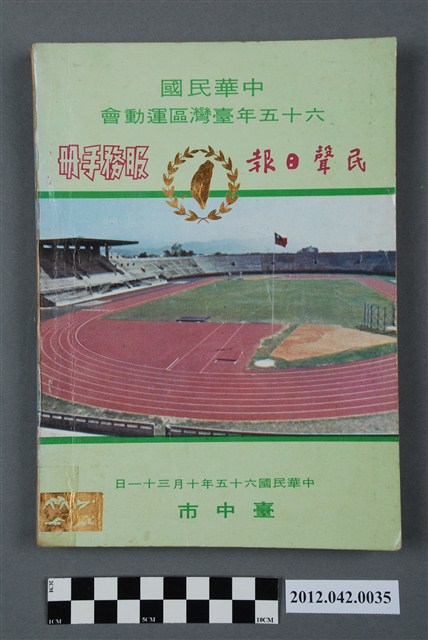 中華民國
六十五年臺灣區運動會
民聲日報 服務手冊
中華民國六十五年十月三十一日
臺中市
1CM 5CM 10CM
2012.042.0035